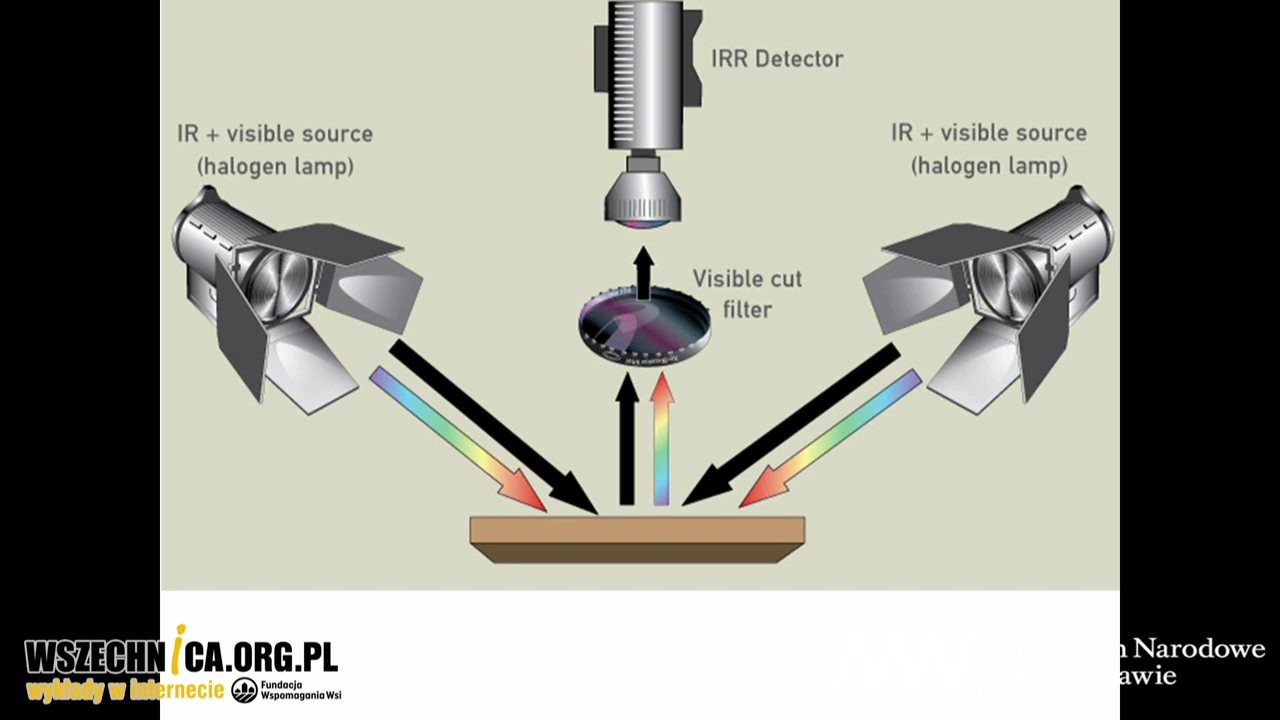 IRR Detector
IR + visible source
(halogen lamp)
IR + visible source
(halogen lamp)
Visible cut
filter
WSZECHNICA.ORG.PL
wykłady w Internecie
Fundacja
Wspomagania Wsi
Narodowe
awie